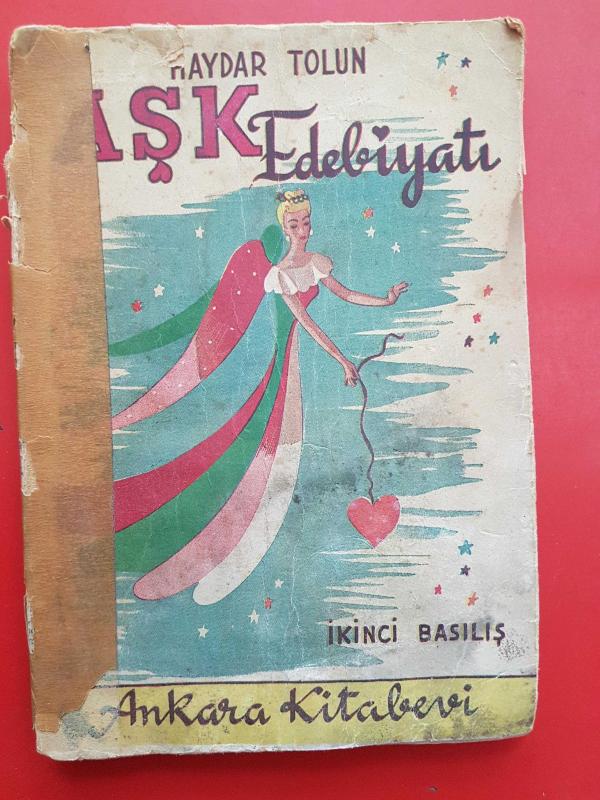 HAYDAR TOLUN
AŞK
Edebiyatı
İKİNCİ BASILIŞ
Ankara Kitabevi